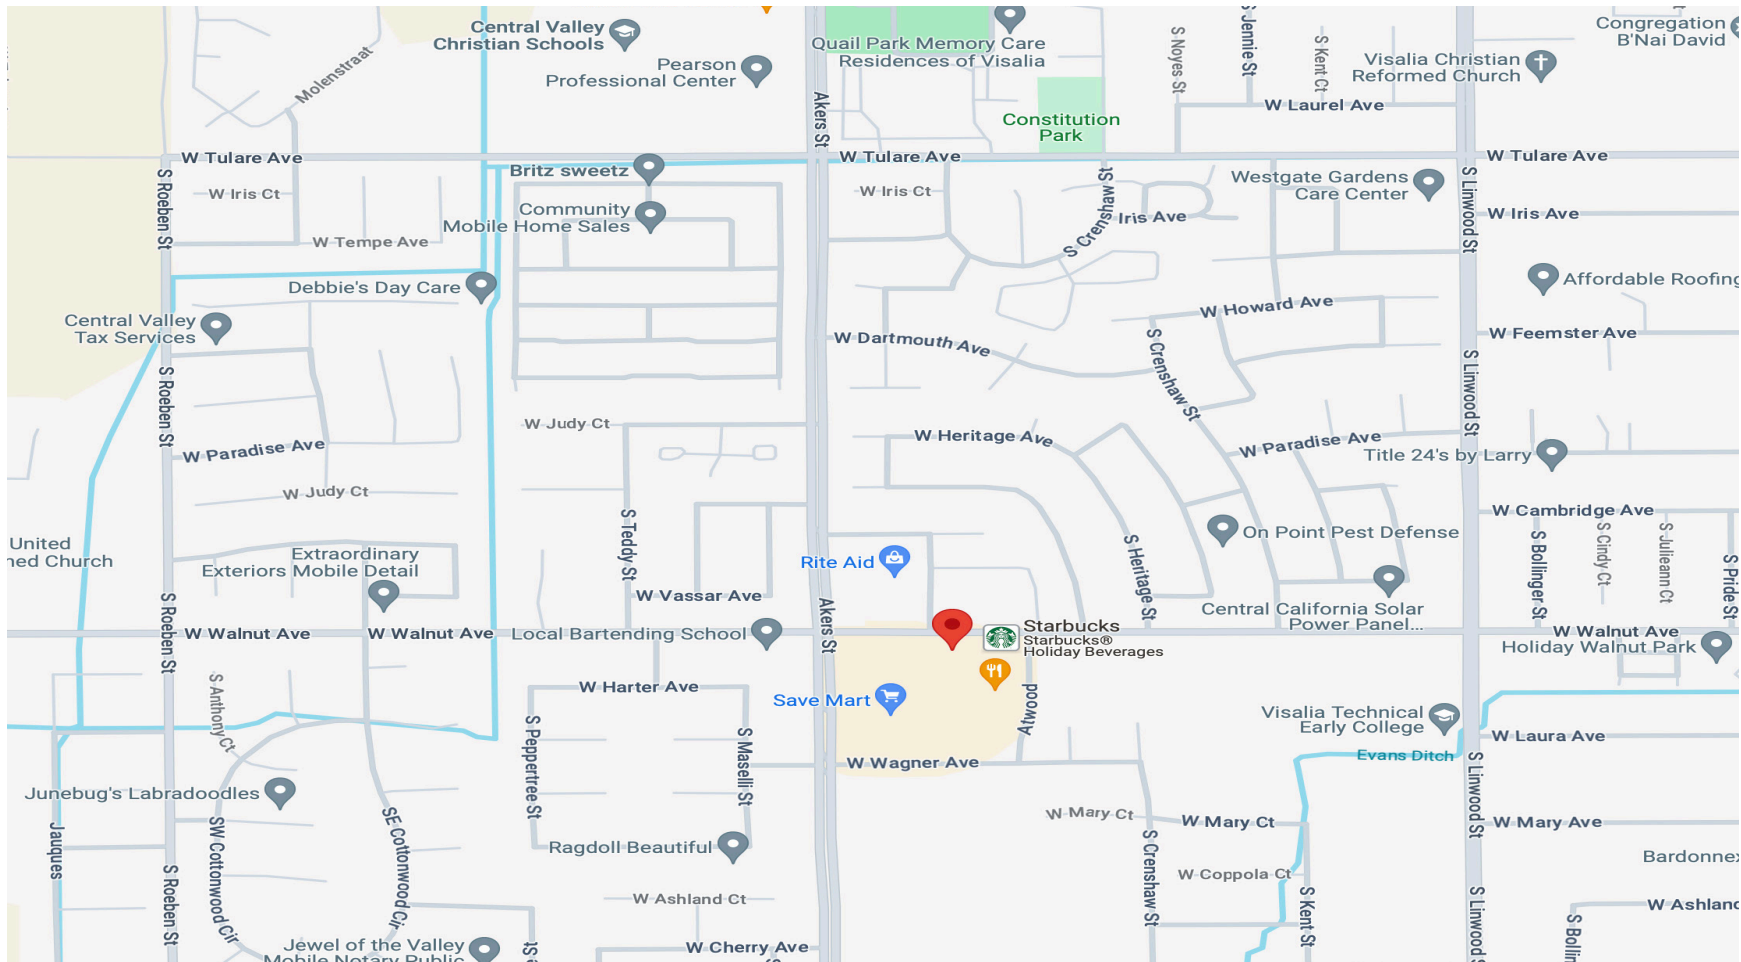 Central Valley
Christian Schools
Pearson
Professional Center
Molenstraat
Akers St
Quail Park Memory Care
Residences of Visalia
Constitution
Park
S Noyes St
S Jennie St
S Kent Ct
Visalia Christian
Reformed Church
Congregation
B'Nai David
W Laurel Ave
W Tulare Ave
W Tulare Ave
W Tulare Ave
Britz sweetz
W Iris Ct
W Iris Ct
S Crenshaw St
Iris Ave
Westgate Gardens
Care Center
S Linwood St
W Iris Ave
S Roeben St
Community
Mobile Home Sales
W Tempe Ave
Debbie's Day Care
Affordable Roofing
Central Valley
Tax Services
W Howard Ave
W Feemster Ave
W Dartmouth Ave
S Crenshaw St
S Linwood St
S Roeben St
W Judy Ct
W Heritage Ave
W Paradise Ave
W Paradise Ave
Title 24's by Larry
W Judy Ct
W Cambridge Ave
S Teddy St
On Point Pest Defense
S Heritage St
S Bollinger St
S Cindy Ct
S Julieann Ct
S Pride St
United
ned Church
Extraordinary
Exteriors Mobile Detail
Rite Aid
W Vassar Ave
Akers St
Central California Solar
Power Panel...
S Roeben St
W Walnut Ave
W Walnut Ave
Local Bartending School
Starbucks
Starbucks®
Holiday Beverages
W Walnut Ave
Holiday Walnut Park
S Anthony Ct
W Harter Ave
Save Mart
Atwood
Visalia Technical
Early College
Evans Ditch
W Laura Ave
S Peppertree St
S Maselli St
W Wagner Ave
S Linwood St
Junebug's Labradoodles
W Mary Ct
W Mary Ct
W Mary Ave
Jauques
SW Cottonwood Cir
SE Cottonwood Cir
Ragdoll Beautiful
S Crenshaw St
W Coppola Ct
S Kent St
Bardonnex
S Roeben St
W Ashland Ct
S Linwood S
W Ashland
S Bollin
Jewel of the Valley
Mobile Notary Public
St
W Cherry Ave